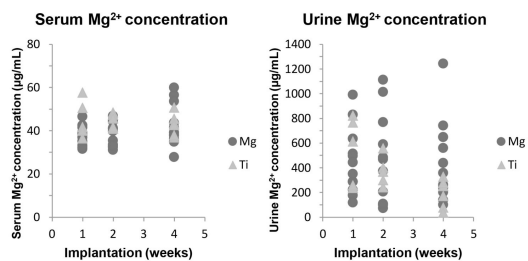 Serum Mg²⁺ concentration
Serum Mg²⁺ concentration (μg/mL)
80
60
40
20
0
0 1 2 3 4 5
Implantation (weeks)
Mg
Ti
Urine Mg²⁺ concentration
Urine Mg²⁺ concentration (μg/mL)
1400
1200
1000
800
600
400
200
0
0 1 2 3 4 5
Implantation (weeks)
Mg
Ti